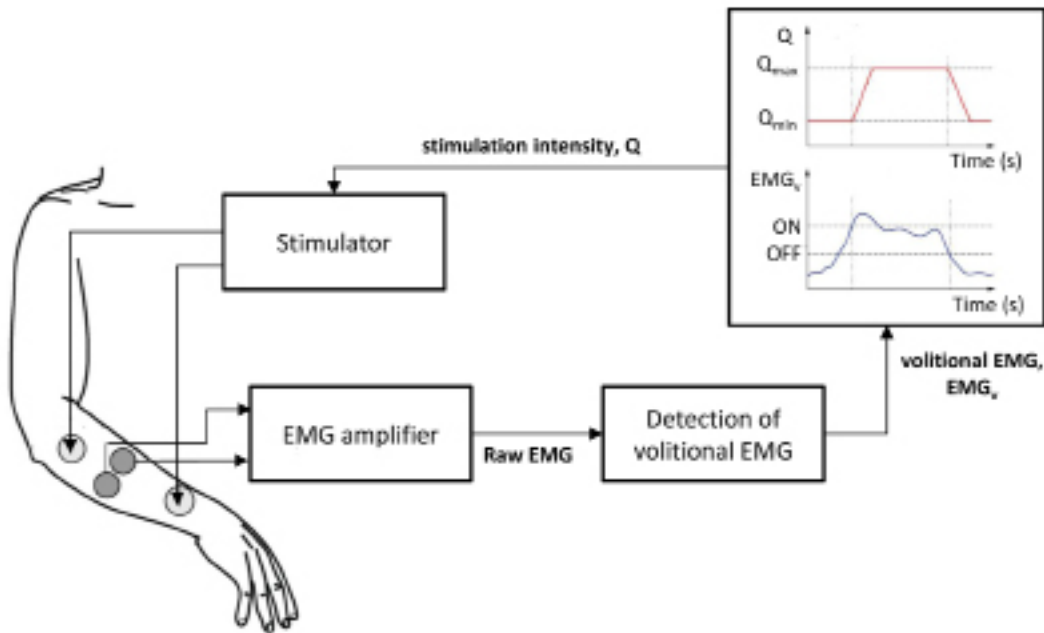 Q
Qmax
Qmin
Time (s)
stimulation intensity, Q
EMGv
ON
OFF
Time (s)
Stimulator
volitional EMG,
EMGv
EMG amplifier
Raw EMG
Detection of
volitional EMG